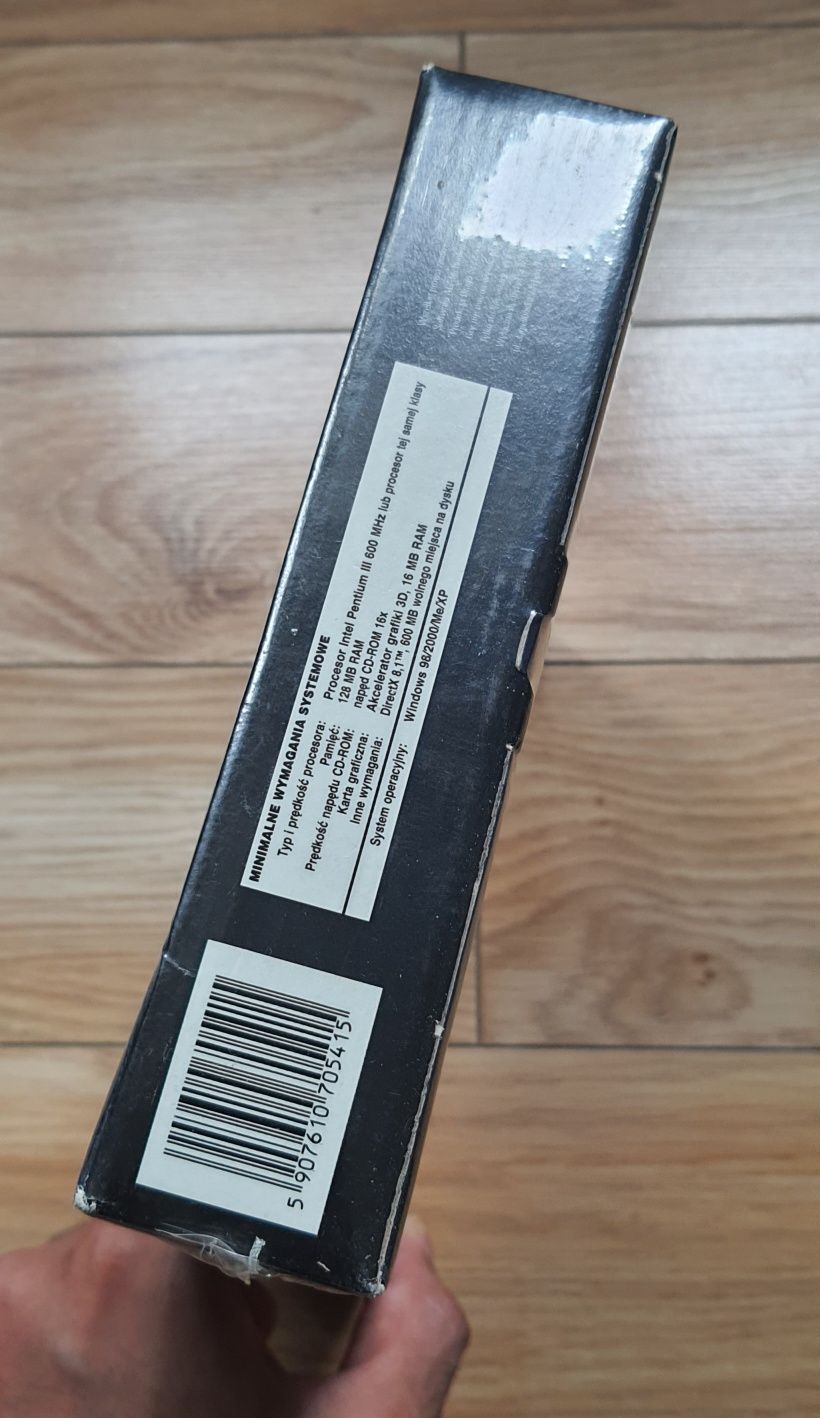 MINIMALNE WYMAGANIA SYSTEMOWE
Typ i prędkość procesora: Procesor Intel Pentium III 600 MHz lub procesor tej samej klasy
Pamięć: 128 MB RAM
Prędkość napędu CD-ROM: napęd CD-ROM 16x
Karta graficzna: Akcelerator grafiki 3D, 16 MB RAM
Inne wymagania: DirectX 8,1™, 600 MB wolnego miejsca na dysku
System operacyjny: Windows 98/2000/Me/XP
5 907610 705415